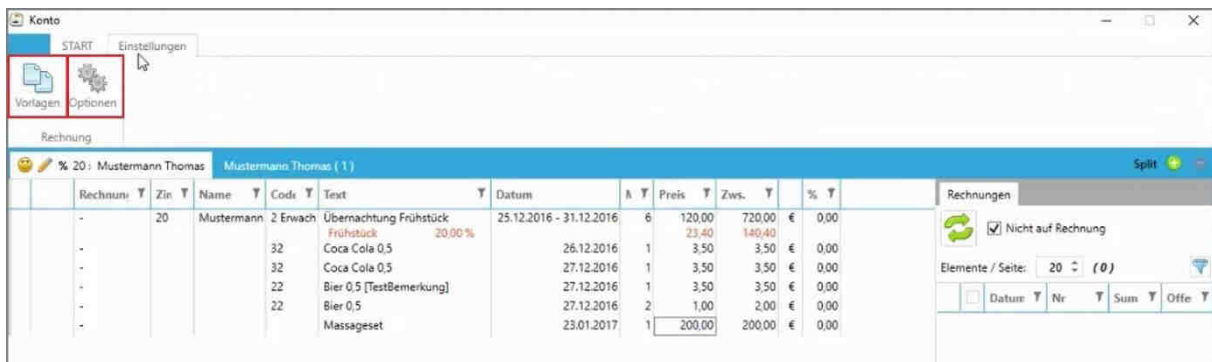 Konto
START Einstellungen
Vorlagen Optionen
Rechnung
% 20 : Mustermann Thomas Mustermann Thomas ( 1 ) Split
Rechnun Zin Name Code Text Datum Preis Zws. % Rechnungen
- 20 Mustermann 2 Erwach Übernachtung Frühstück 25.12.2016 - 31.12.2016 6 120,00 720,00 € 0,00
Frühstück 20,00 % 23,40 140,40
Nicht auf Rechnung
- 32 Coca Cola 0,5 26.12.2016 1 3,50 3,50 € 0,00
- 32 Coca Cola 0,5 27.12.2016 1 3,50 3,50 € 0,00
Elemente / Seite: 20 ( 0 )
- 22 Bier 0,5 [TestBemerkung] 27.12.2016 1 3,50 3,50 € 0,00
- 22 Bier 0,5 27.12.2016 2 1,00 2,00 € 0,00
Datum Nr Sum Offe
- Massageset 23.01.2017 1 200,00 200,00 € 0,00